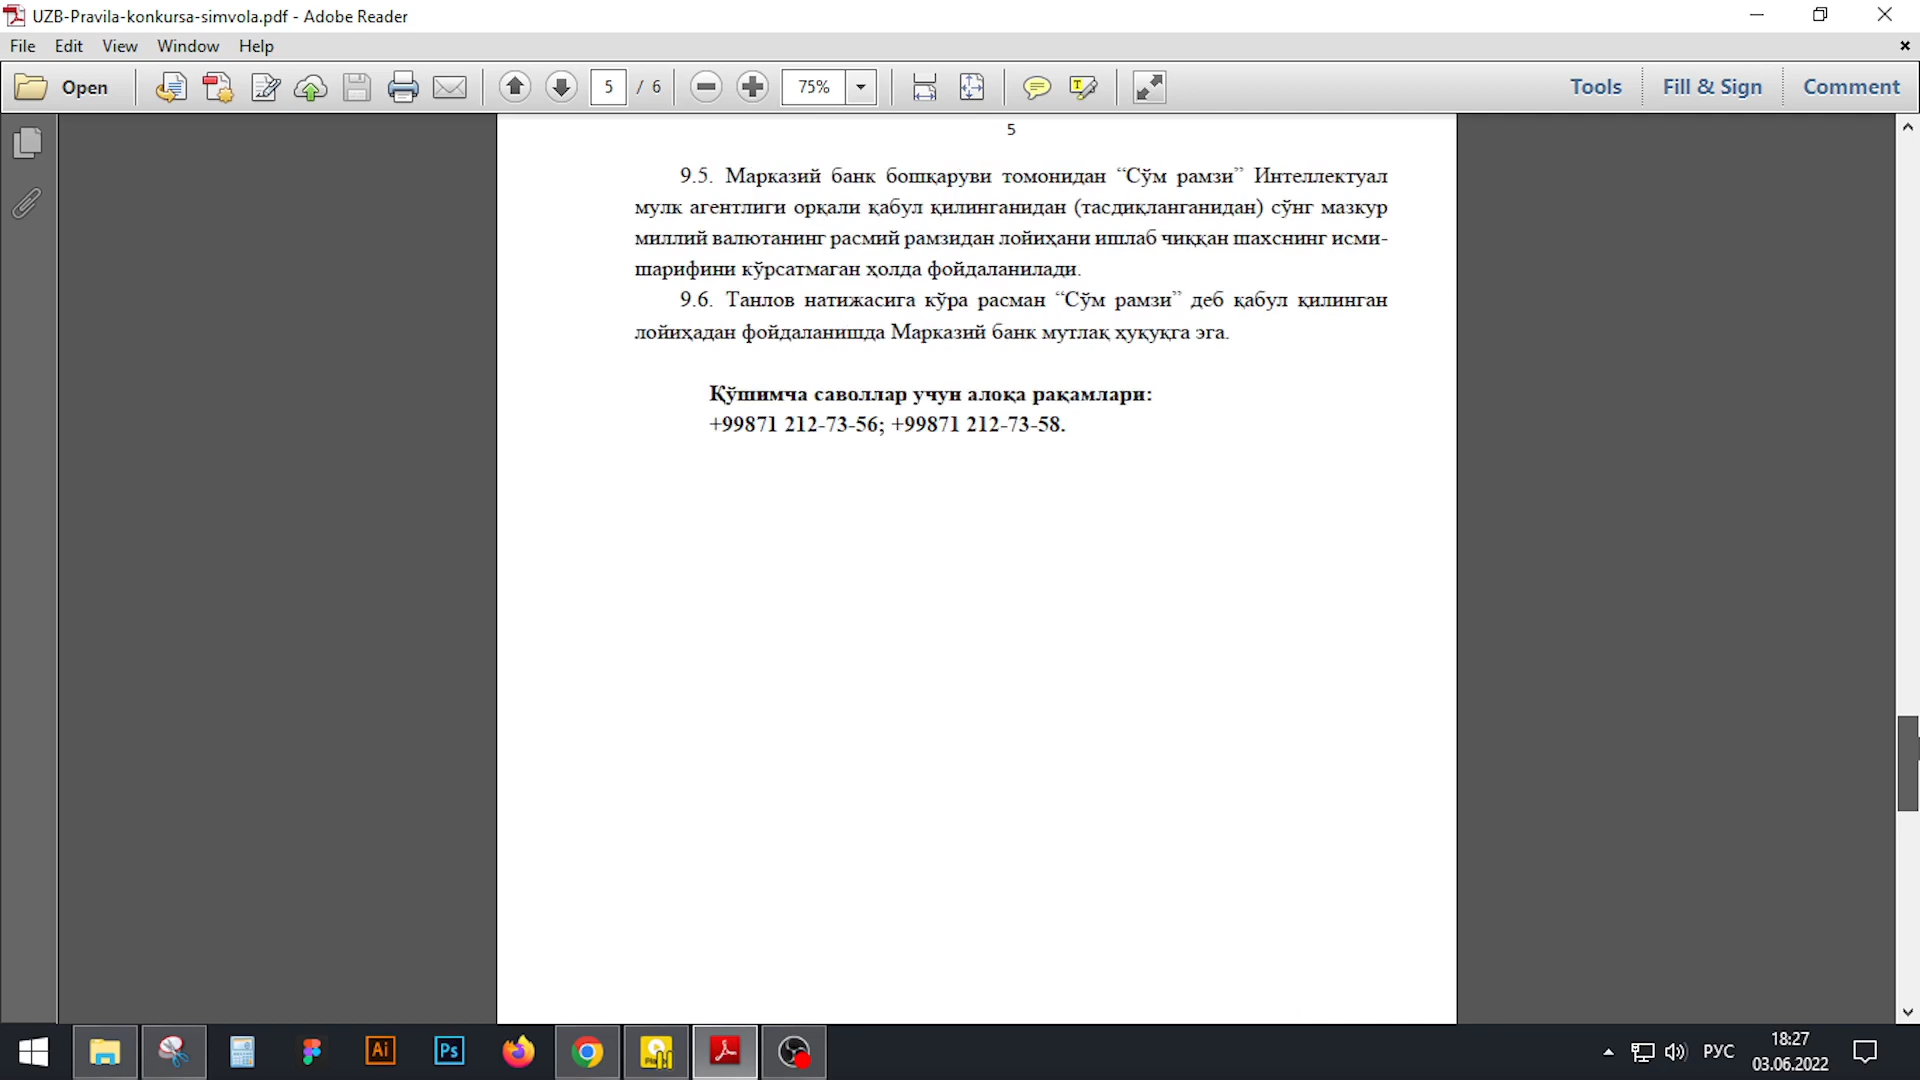 UZB-Pravila-konkursa-simvola.pdf - Adobe Reader
File Edit View Window Help
Open 5 / 6 75% Tools Fill & Sign Comment
5
9.5. Марказий банк бошқаруви томонидан “Сўм рамзи” Интеллектуал
мулк агентлиги орқали қабул қилинганидан (тасдиқланганидан) сўнг мазкур
миллий валютанинг расмий рамзидан лойиҳани ишлаб чиққан шахснинг исми-
шарифини кўрсатмаган ҳолда фойдаланилади.
9.6. Танлов натижасига кўра расман “Сўм рамзи” деб қабул қилинган
лойиҳадан фойдаланишда Марказий банк мутлақ ҳуқуқга эга.
Қўшимча саволлар учун алоқа рақамлари:
+99871 212-73-56; +99871 212-73-58.
Ai Ps РУС 18:27
03.06.2022